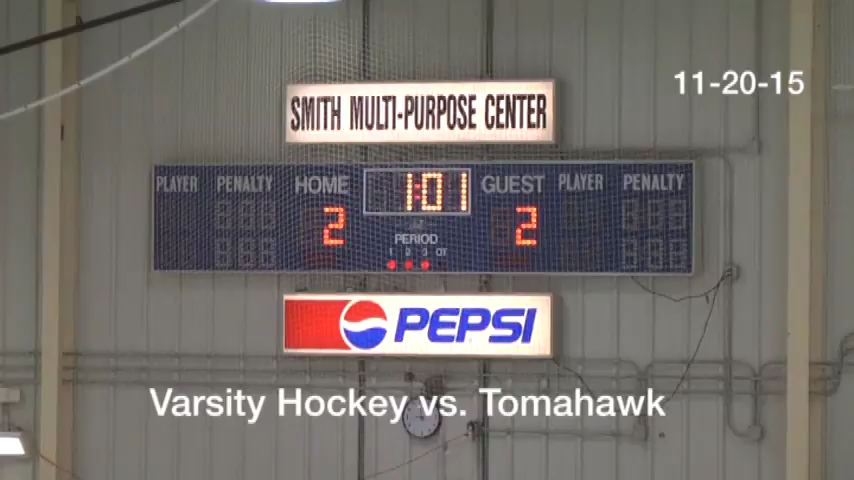 11-20-15
SMITH MULTI-PURPOSE CENTER
PLAYER PENALTY HOME 1:01 GUEST PLAYER PENALTY
2 2
PERIOD
1 2 3 OT
PEPSI
Varsity Hockey vs. Tomahawk